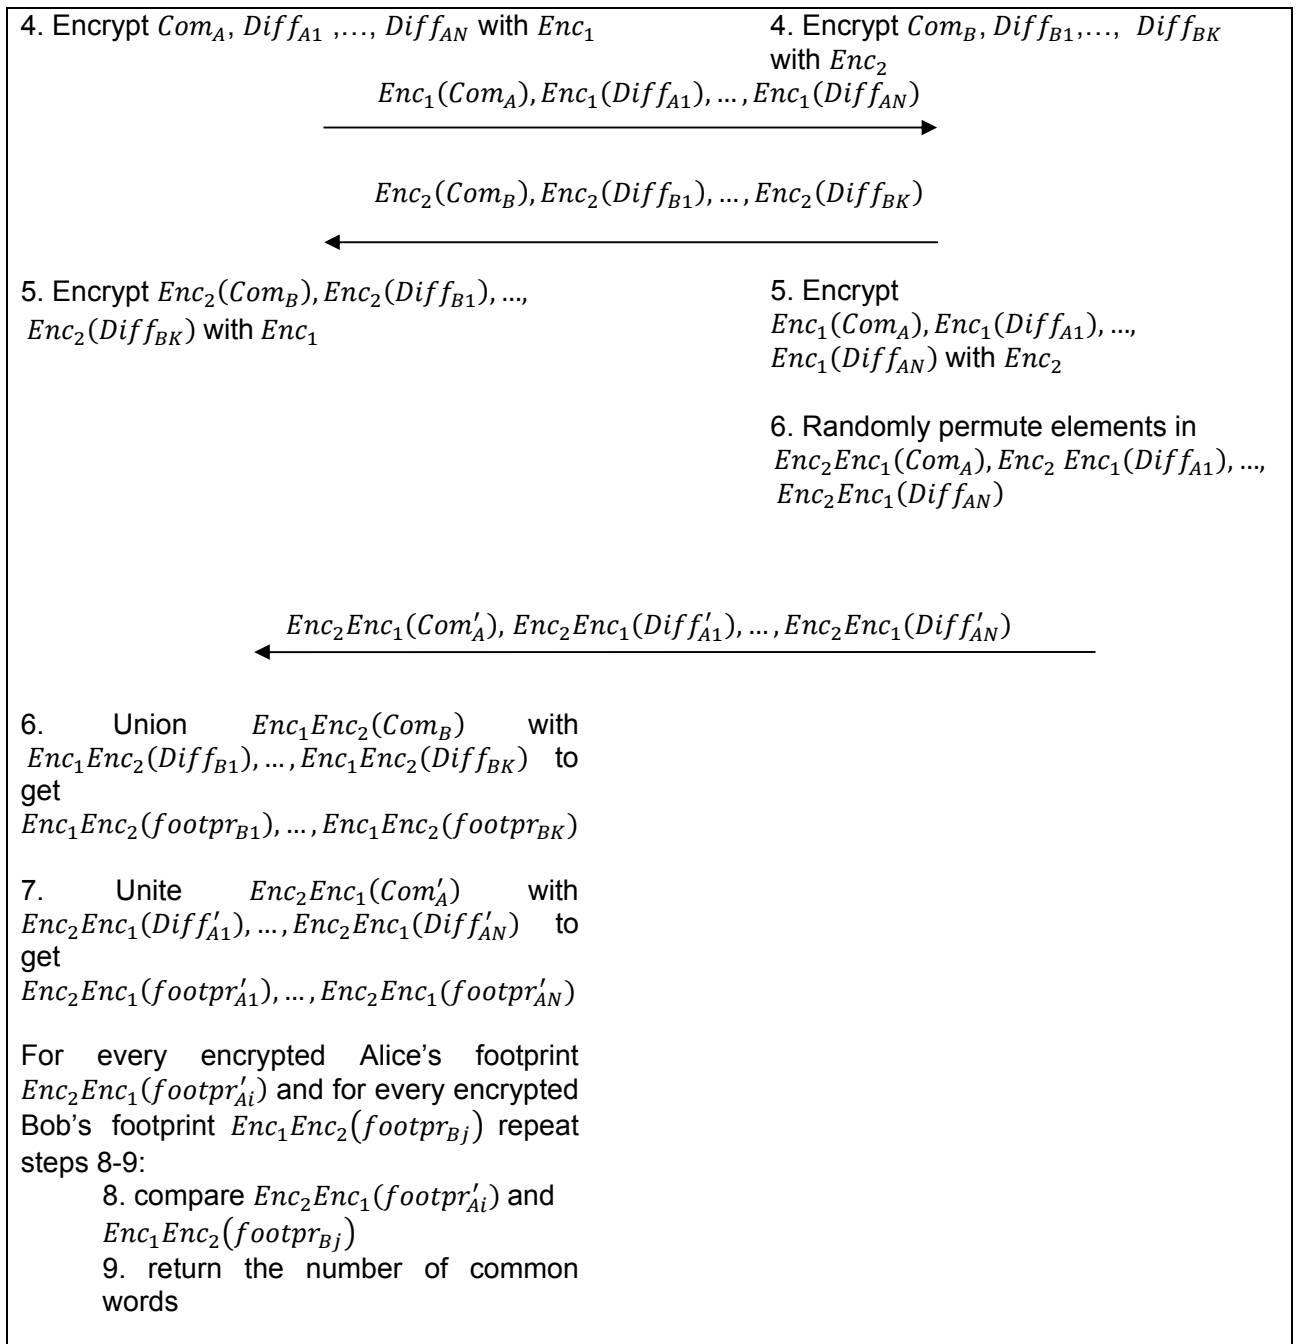 4. Encrypt Com_A, Diff_A1 ,…, Diff_AN with Enc_1
4. Encrypt Com_B, Diff_B1,…, Diff_BK
with Enc_2
Enc_1(Com_A), Enc_1(Diff_A1), … , Enc_1(Diff_AN)
Enc_2(Com_B), Enc_2(Diff_B1), … , Enc_2(Diff_BK)
5. Encrypt Enc_2(Com_B), Enc_2(Diff_B1), …,
Enc_2(Diff_BK) with Enc_1
5. Encrypt
Enc_1(Com_A), Enc_1(Diff_A1), …,
Enc_1(Diff_AN) with Enc_2
6. Randomly permute elements in
Enc_2Enc_1(Com_A), Enc_2 Enc_1(Diff_A1), …,
Enc_2Enc_1(Diff_AN)
Enc_2Enc_1(Com'_A), Enc_2Enc_1(Diff'_A1), … , Enc_2Enc_1(Diff'_AN)
6. Union Enc_1Enc_2(Com_B) with
Enc_1Enc_2(Diff_B1), … , Enc_1Enc_2(Diff_BK) to
get
Enc_1Enc_2(footpr_B1), … , Enc_1Enc_2(footpr_BK)
7. Unite Enc_2Enc_1(Com'_A) with
Enc_2Enc_1(Diff'_A1), … , Enc_2Enc_1(Diff'_AN) to
get
Enc_2Enc_1(footpr'_A1), … , Enc_2Enc_1(footpr'_AN)
For every encrypted Alice's footprint
Enc_2Enc_1(footpr'_Ai) and for every encrypted
Bob's footprint Enc_1Enc_2(footpr_Bj) repeat
steps 8-9:
8. compare Enc_2Enc_1(footpr'_Ai) and
Enc_1Enc_2(footpr_Bj)
9. return the number of common
words